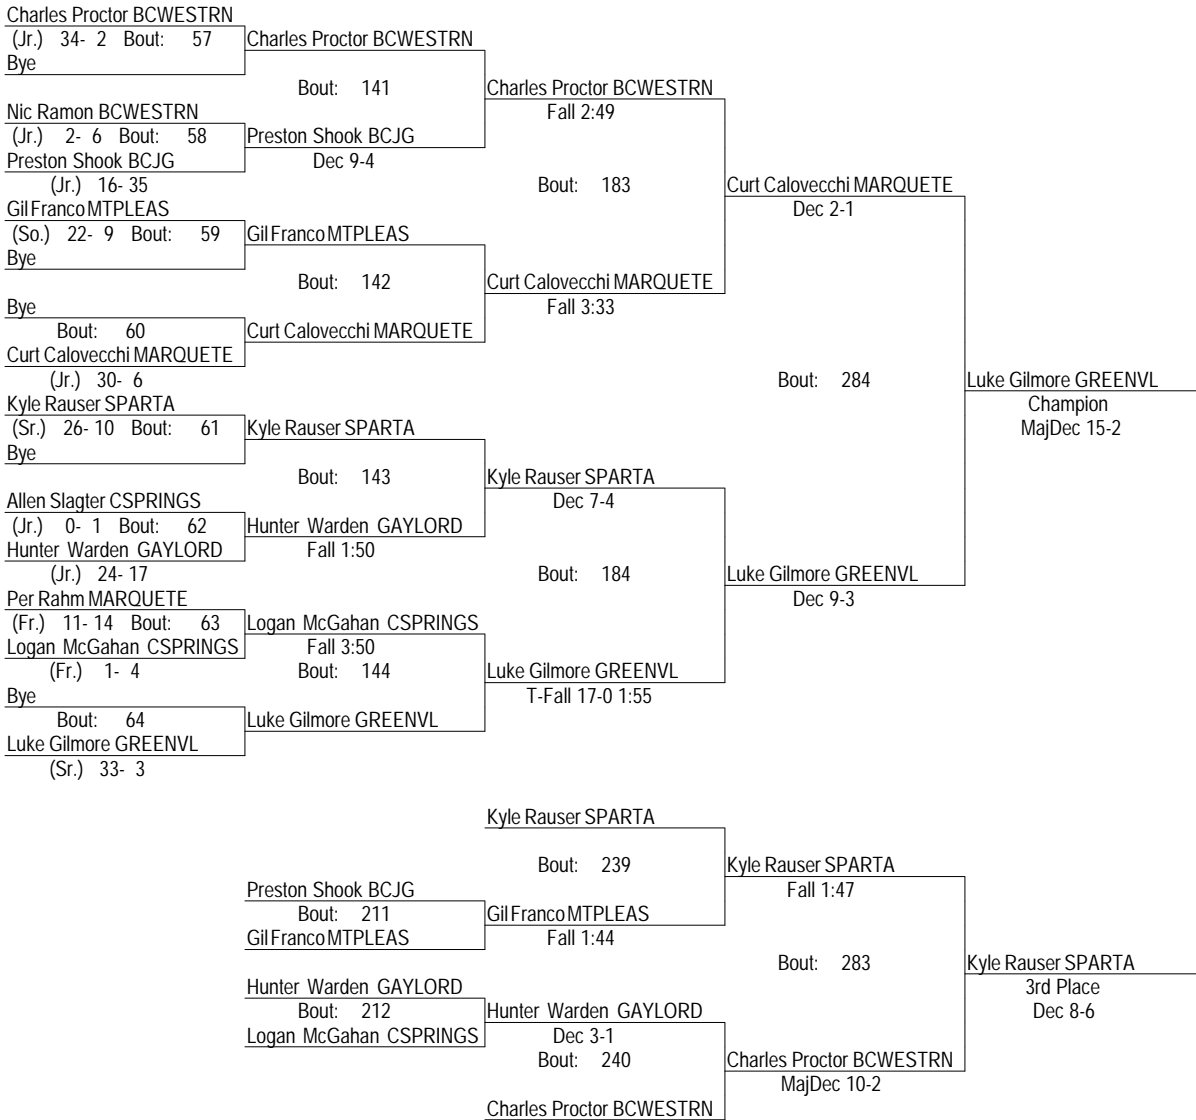 Charles Proctor BCWESTRN
(Jr.) 34- 2 Bout: 57
Charles Proctor BCWESTRN
Bye
Bout: 141
Charles Proctor BCWESTRN
Fall 2:49
Nic Ramon BCWESTRN
(Jr.) 2- 6 Bout: 58
Preston Shook BCJG
Preston Shook BCJG
Dec 9-4
(Jr.) 16- 35
Bout: 183
Curt Calovecchi MARQUETE
Dec 2-1
Gil Franco MTPLEAS
(So.) 22- 9 Bout: 59
Gil Franco MTPLEAS
Bye
Bout: 142
Curt Calovecchi MARQUETE
Fall 3:33
Bye
Bout: 60
Curt Calovecchi MARQUETE
Curt Calovecchi MARQUETE
(Jr.) 30- 6
Bout: 284
Luke Gilmore GREENVL
Champion
MajDec 15-2
Kyle Rauser SPARTA
(Sr.) 26- 10 Bout: 61
Kyle Rauser SPARTA
Bye
Bout: 143
Kyle Rauser SPARTA
Dec 7-4
Allen Slagter CSPRINGS
(Jr.) 0- 1 Bout: 62
Hunter Warden GAYLORD
Hunter Warden GAYLORD
Fall 1:50
(Jr.) 24- 17
Bout: 184
Luke Gilmore GREENVL
Dec 9-3
Per Rahm MARQUETE
(Fr.) 11- 14 Bout: 63
Logan McGahan CSPRINGS
Logan McGahan CSPRINGS
Fall 3:50
(Fr.) 1- 4
Bout: 144
Luke Gilmore GREENVL
T-Fall 17-0 1:55
Bye
Bout: 64
Luke Gilmore GREENVL
Luke Gilmore GREENVL
(Sr.) 33- 3
Kyle Rauser SPARTA
Bout: 239
Kyle Rauser SPARTA
Fall 1:47
Preston Shook BCJG
Bout: 211
Gil Franco MTPLEAS
Gil Franco MTPLEAS
Fall 1:44
Bout: 283
Kyle Rauser SPARTA
3rd Place
Dec 8-6
Hunter Warden GAYLORD
Bout: 212
Hunter Warden GAYLORD
Logan McGahan CSPRINGS
Dec 3-1
Bout: 240
Charles Proctor BCWESTRN
MajDec 10-2
Charles Proctor BCWESTRN